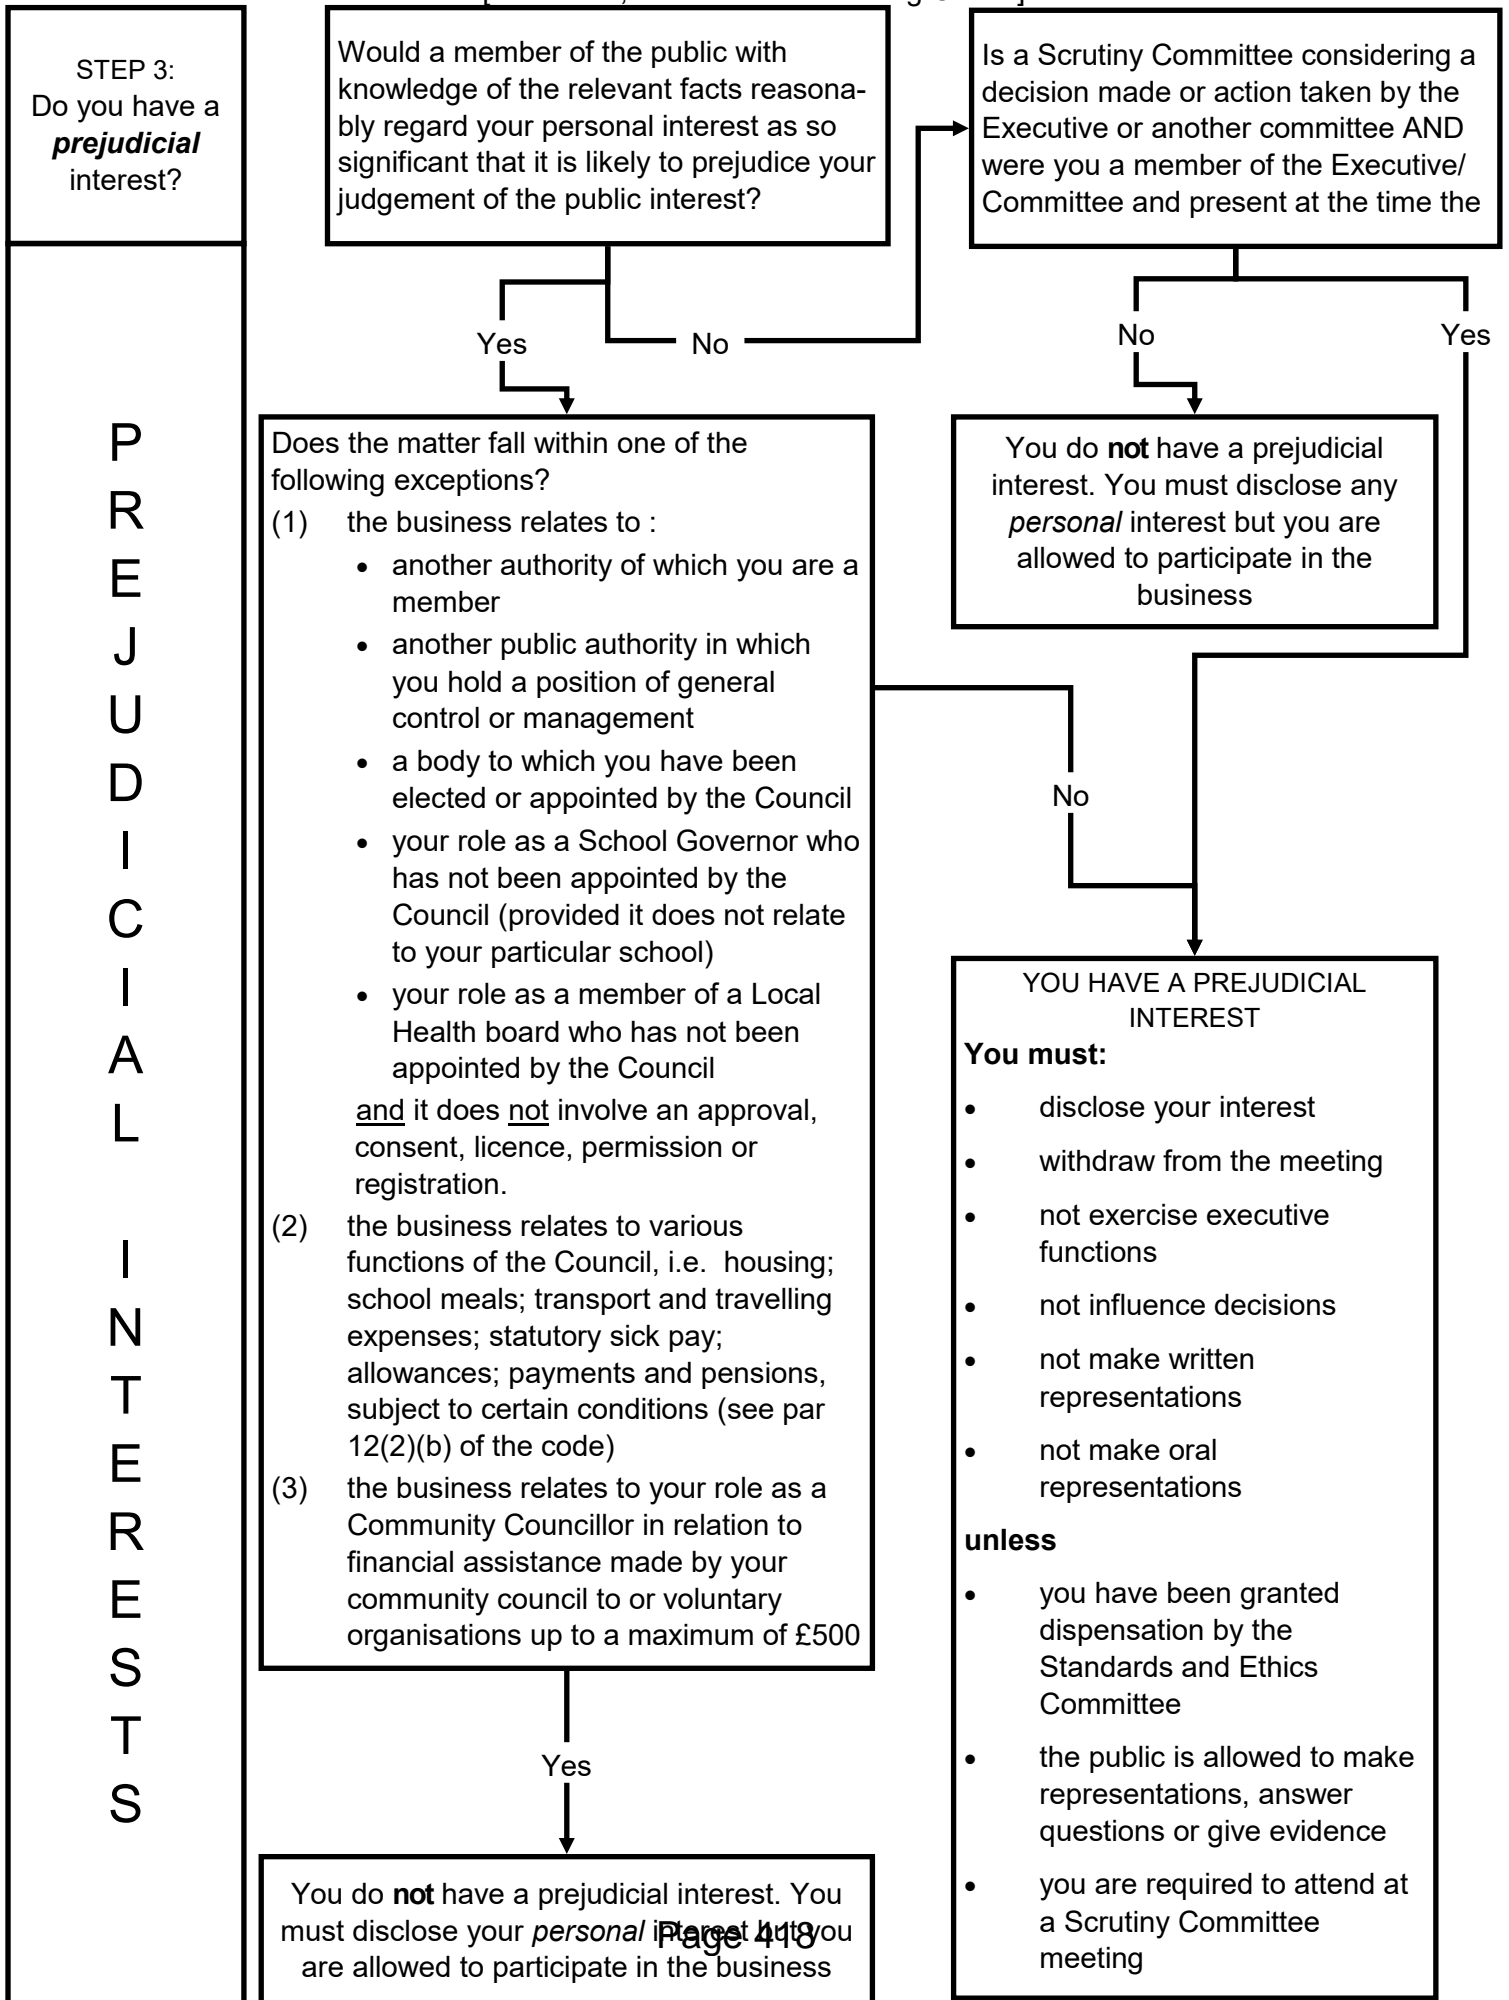 STEP 3:
Do you have a
prejudicial
interest?
P
R
E
J
U
D
I
C
I
A
L
I
N
T
E
R
E
S
T
S
Would a member of the public with
knowledge of the relevant facts reasona-
bly regard your personal interest as so
significant that it is likely to prejudice your
judgement of the public interest?
Is a Scrutiny Committee considering a
decision made or action taken by the
Executive or another committee AND
were you a member of the Executive/
Committee and present at the time the
Yes
No
No
Yes
Does the matter fall within one of the
following exceptions?
(1) the business relates to :
• another authority of which you are a
member
• another public authority in which
you hold a position of general
control or management
• a body to which you have been
elected or appointed by the Council
• your role as a School Governor who
has not been appointed by the
Council (provided it does not relate
to your particular school)
• your role as a member of a Local
Health board who has not been
appointed by the Council
and it does not involve an approval,
consent, licence, permission or
registration.
(2) the business relates to various
functions of the Council, i.e. housing;
school meals; transport and travelling
expenses; statutory sick pay;
allowances; payments and pensions,
subject to certain conditions (see par
12(2)(b) of the code)
(3) the business relates to your role as a
Community Councillor in relation to
financial assistance made by your
community council to or voluntary
organisations up to a maximum of £500
You do not have a prejudicial
interest. You must disclose any
personal interest but you are
allowed to participate in the
business
No
YOU HAVE A PREJUDICIAL
INTEREST
You must:
• disclose your interest
• withdraw from the meeting
• not exercise executive
functions
• not influence decisions
• not make written
representations
• not make oral
representations
unless
• you have been granted
dispensation by the
Standards and Ethics
Committee
• the public is allowed to make
representations, answer
questions or give evidence
• you are required to attend at
a Scrutiny Committee
meeting
Yes
You do not have a prejudicial interest. You
must disclose your personal interest but you
are allowed to participate in the business
Page 418